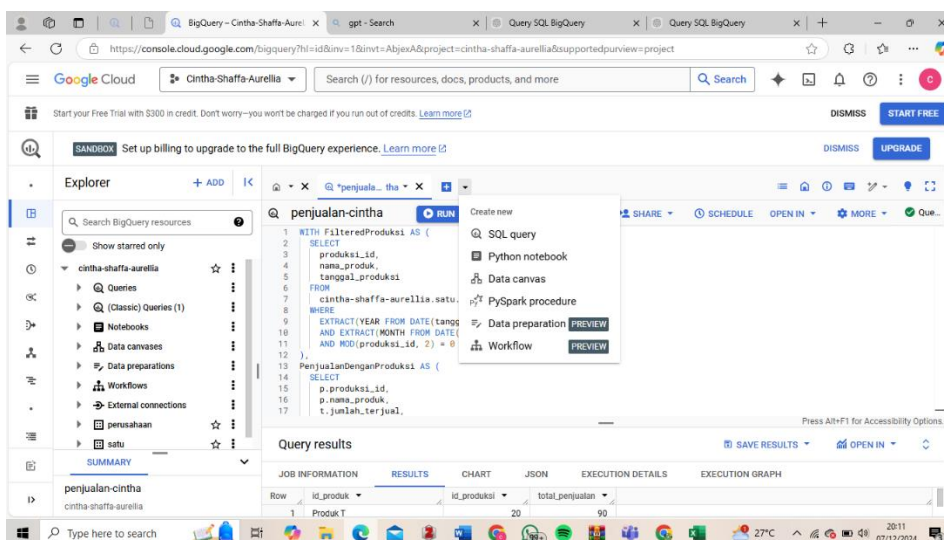 BigQuery – Cintha-Shaffa-Aurel
gpt - Search
Query SQL BigQuery
Query SQL BigQuery
https://console.cloud.google.com/bigquery?hl=id&inv=1&invt=AbjexA&project=cintha-shaffa-aurellia&supportedpurview=project
Google Cloud
Cintha-Shaffa-Aurellia
Search (/) for resources, docs, products, and more
Search
C
Start your Free Trial with $300 in credit. Don't worry—you won't be charged if you run out of credits. Learn more
DISMISS
START FREE
SANDBOX Set up billing to upgrade to the full BigQuery experience. Learn more
DISMISS
UPGRADE
Explorer
+ ADD
Search BigQuery resources
Show starred only
cintha-shaffa-aurellia
Queries
(Classic) Queries (1)
Notebooks
Data canvases
Data preparations
Workflows
External connections
perusahaan
satu
SUMMARY
penjualan-cintha
cintha-shaffa-aurellia
*penjuala... tha
penjualan-cintha
RUN
SHARE
SCHEDULE
OPEN IN
MORE
Que...
Create new
SQL query
Python notebook
Data canvas
PySpark procedure
Data preparation PREVIEW
Workflow PREVIEW
1 WITH FilteredProduksi AS (
2 SELECT
3 produksi_id,
4 nama_produk,
5 tanggal_produksi
6 FROM
7 cintha-shaffa-aurellia.satu.
8 WHERE
9 EXTRACT(YEAR FROM DATE(tangg
10 AND EXTRACT(MONTH FROM DATE(
11 AND MOD(produksi_id, 2) = 0
12 ),
13 PenjualanDenganProduksi AS (
14 SELECT
15 p.produksi_id,
16 p.nama_produk,
17 t.jumlah_terjual,
Press Alt+F1 for Accessibility Options.
Query results
SAVE RESULTS
OPEN IN
JOB INFORMATION
RESULTS
CHART
JSON
EXECUTION DETAILS
EXECUTION GRAPH
Row id_produk id_produksi total_penjualan
1 Produk T 20 90
Type here to search
99+
27°C
20:11
07/12/2024